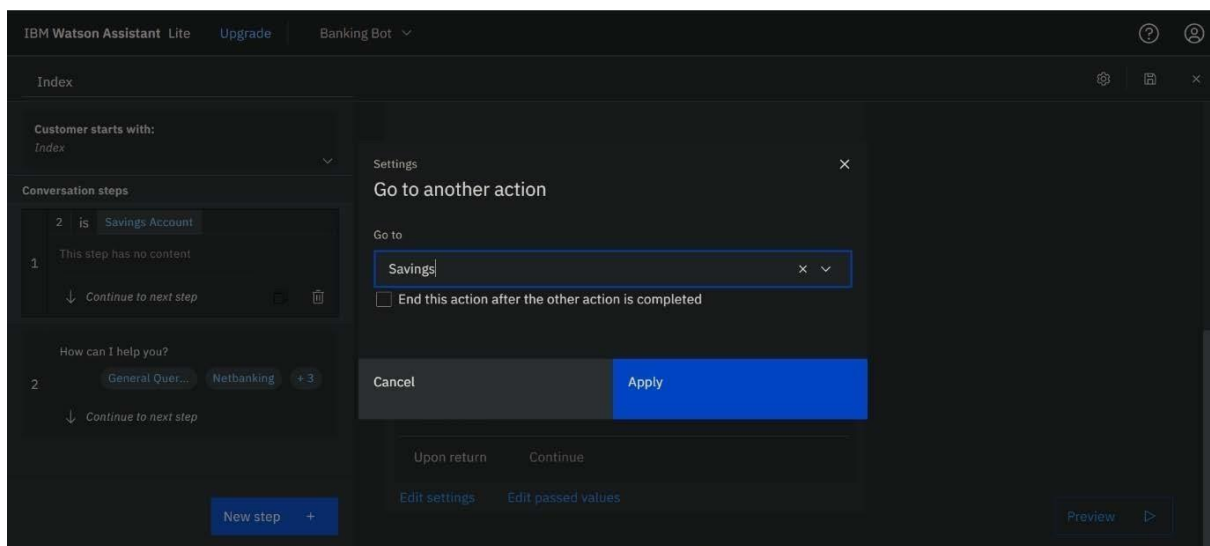 IBM Watson Assistant Lite Upgrade Banking Bot
Index
Customer starts with:
Index
Conversation steps
2 is Savings Account
1
This step has no content
Continue to next step
How can I help you?
2
General Quer... Netbanking +3
Continue to next step
New step +
Settings
Go to another action
Go to
Savings
End this action after the other action is completed
Cancel Apply
Upon return Continue
Edit settings Edit passed values
Preview